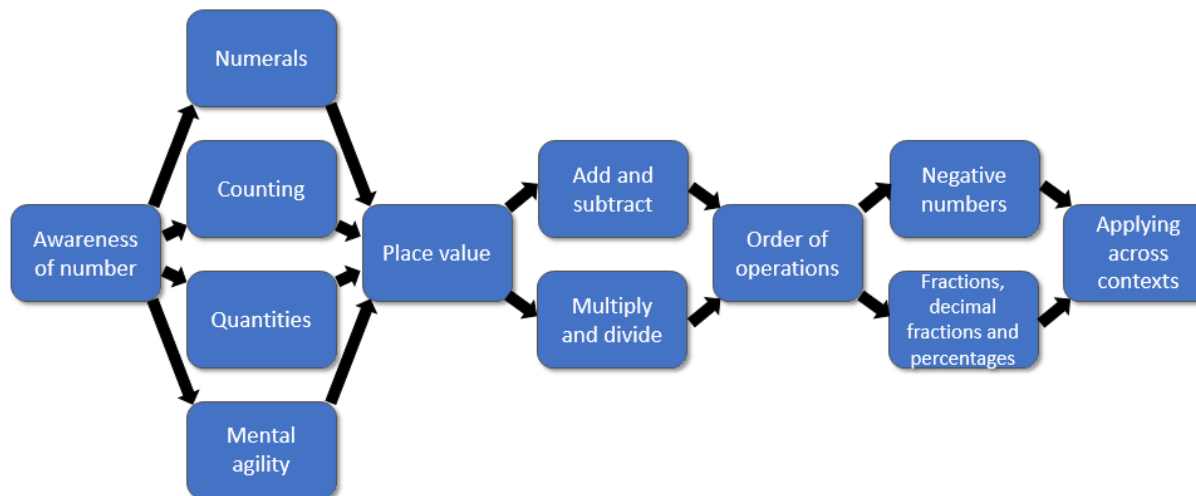 Numerals
Counting
Awareness
of number
Quantities
Mental
agility
Place value
Add and
subtract
Multiply
and divide
Order of
operations
Negative
numbers
Fractions,
decimal
fractions and
percentages
Applying
across
contexts